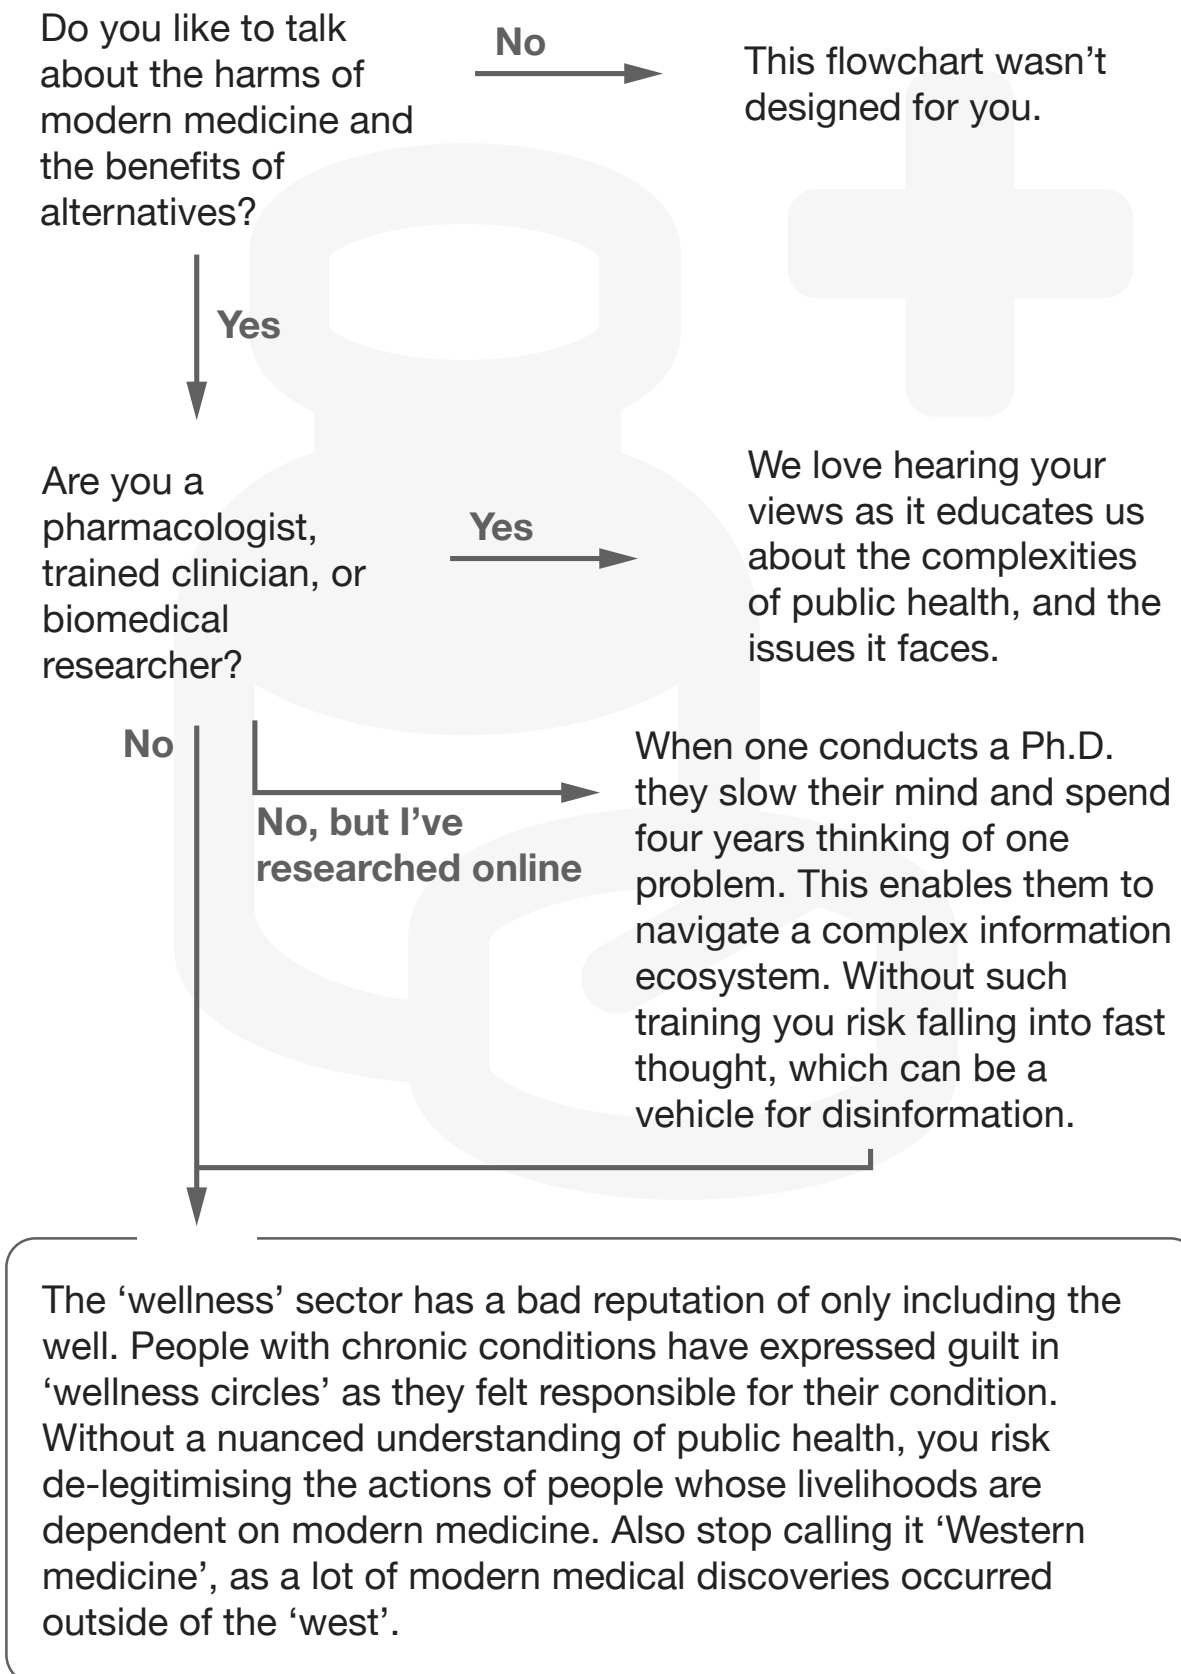 Do you like to talk
about the harms of
modern medicine and
the benefits of
alternatives?
No
This flowchart wasn't
designed for you.
Yes
Are you a
pharmacologist,
trained clinician, or
biomedical
researcher?
Yes
We love hearing your
views as it educates us
about the complexities
of public health, and the
issues it faces.
No
No, but I’ve
researched online
When one conducts a Ph.D.
they slow their mind and spend
four years thinking of one
problem. This enables them to
navigate a complex information
ecosystem. Without such
training you risk falling into fast
thought, which can be a
vehicle for disinformation.
The ‘wellness’ sector has a bad reputation of only including the
well. People with chronic conditions have expressed guilt in
‘wellness circles’ as they felt responsible for their condition.
Without a nuanced understanding of public health, you risk
de-legitimising the actions of people whose livelihoods are
dependent on modern medicine. Also stop calling it ‘Western
medicine’, as a lot of modern medical discoveries occurred
outside of the ‘west’.